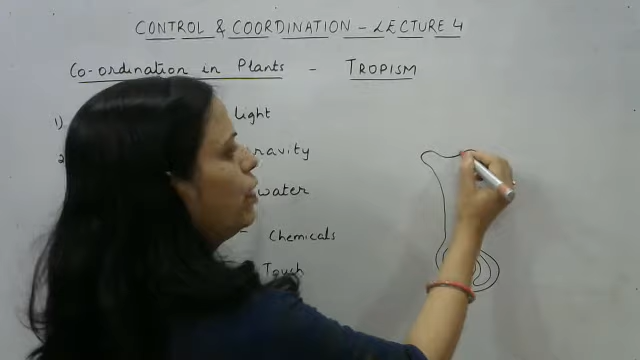 CONTROL & COORDINATION - LECTURE 4
Co-ordination in Plants - TROPISM
1) light
2 ravity
water
- Chemicals
Touch